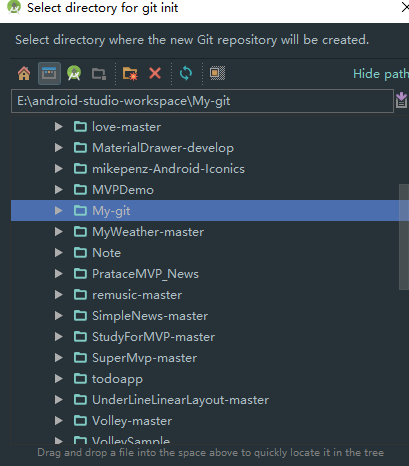 Select directory for git init
Select directory where the new Git repository will be created.
Hide path
E:\android-studio-workspace\My-git
love-master
MaterialDrawer-develop
mikepenz-Android-Iconics
MVPDemo
My-git
MyWeather-master
Note
PrataceMVP_News
remusic-master
SimpleNews-master
StudyForMVP-master
SuperMvp-master
todoapp
UnderLineLinearLayout-master
Volley-master
VolleySample
Drag and drop a file into the space above to quickly locate it in the tree